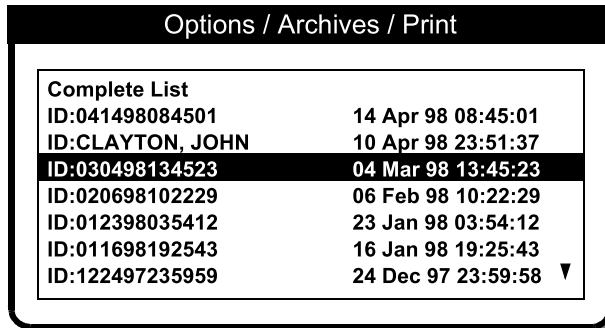 Options / Archives / Print
Complete List
ID:041498084501 14 Apr 98 08:45:01
ID:CLAYTON, JOHN 10 Apr 98 23:51:37
ID:030498134523 04 Mar 98 13:45:23
ID:020698102229 06 Feb 98 10:22:29
ID:012398035412 23 Jan 98 03:54:12
ID:011698192543 16 Jan 98 19:25:43
ID:122497235959 24 Dec 97 23:59:58